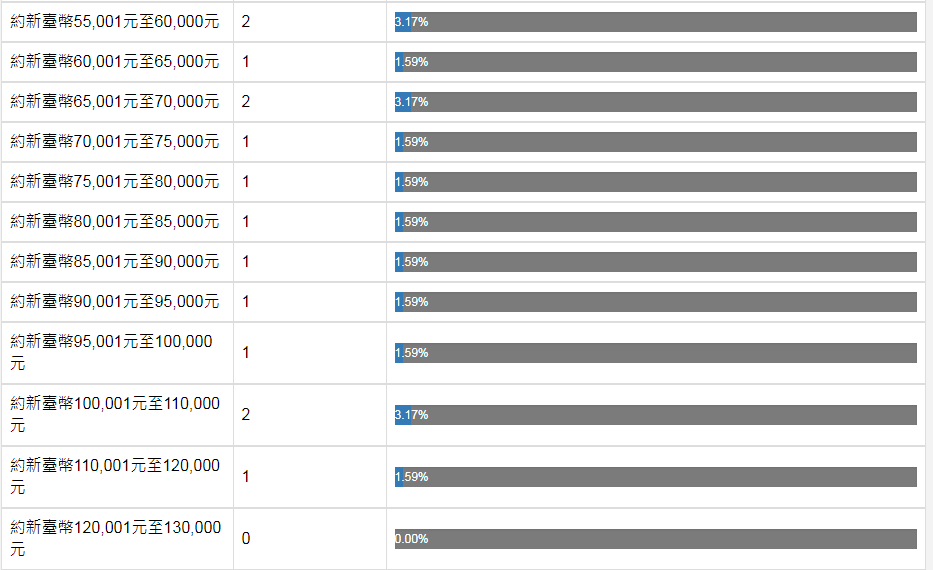 約新臺幣55,001元至60,000元 2 3.17%
約新臺幣60,001元至65,000元 1 1.59%
約新臺幣65,001元至70,000元 2 3.17%
約新臺幣70,001元至75,000元 1 1.59%
約新臺幣75,001元至80,000元 1 1.59%
約新臺幣80,001元至85,000元 1 1.59%
約新臺幣85,001元至90,000元 1 1.59%
約新臺幣90,001元至95,000元 1 1.59%
約新臺幣95,001元至100,000
元 1 1.59%
約新臺幣100,001元至110,000
元 2 3.17%
約新臺幣110,001元至120,000
元 1 1.59%
約新臺幣120,001元至130,000
元 0 0.00%